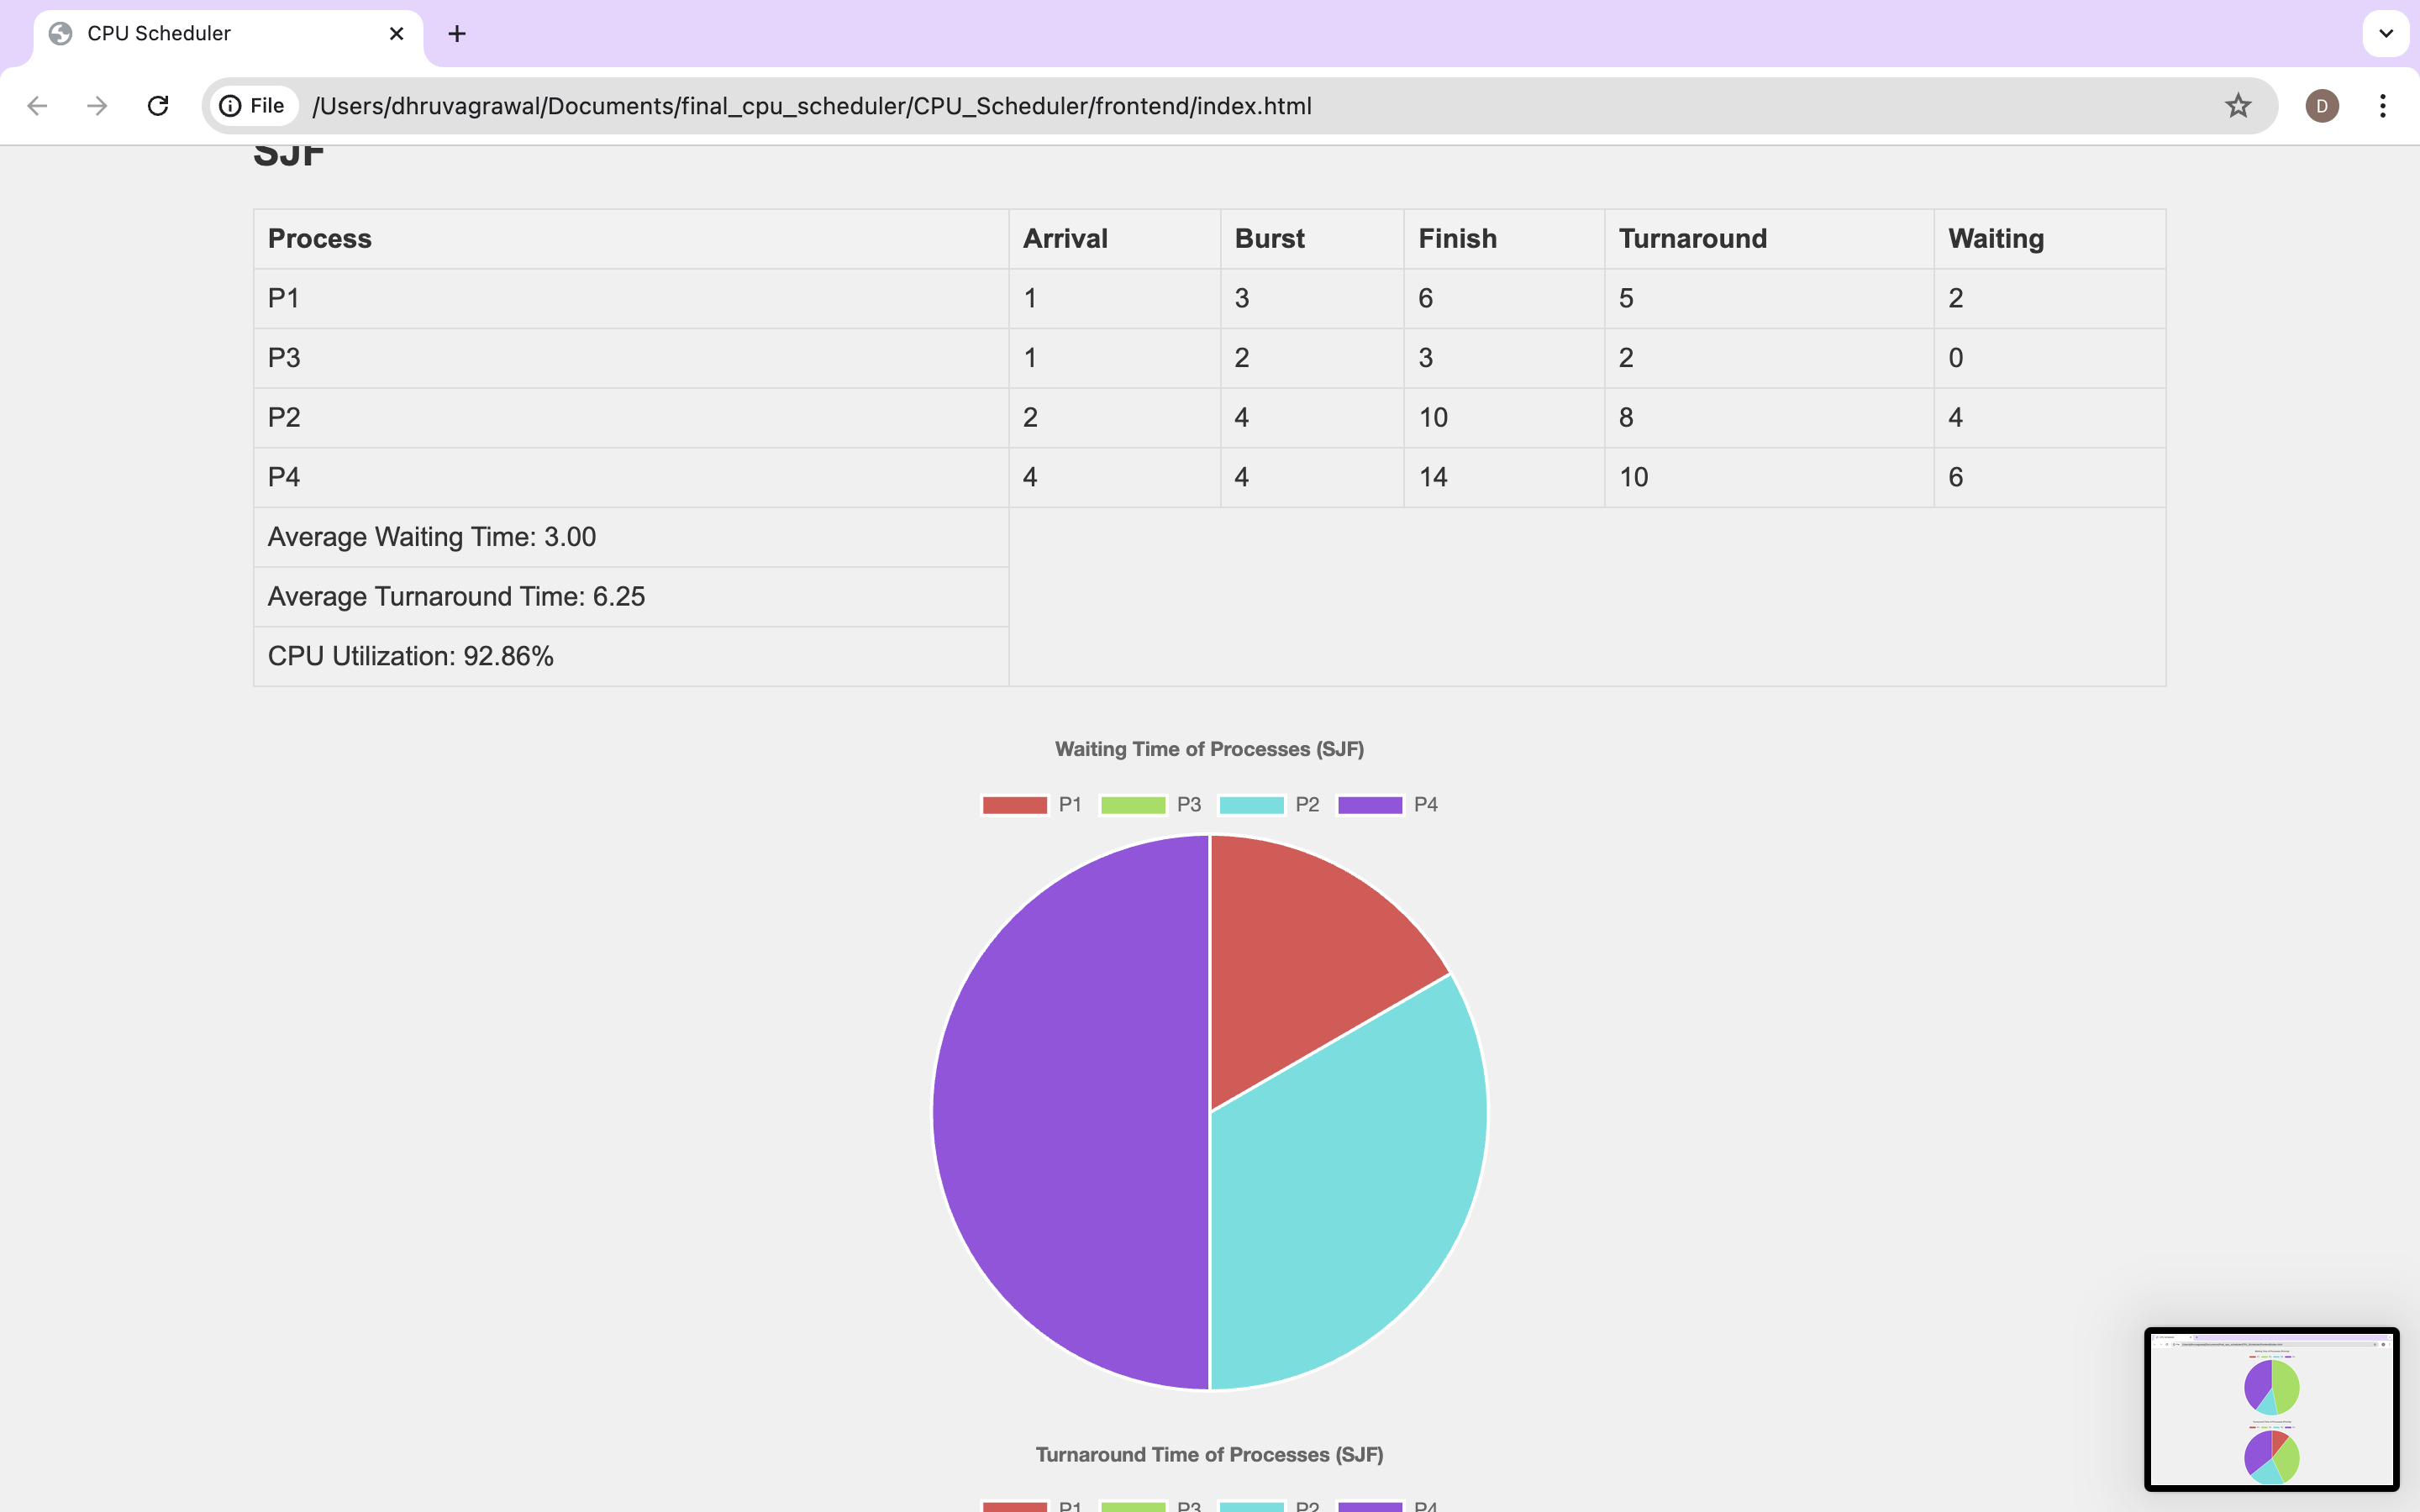 CPU Scheduler
File /Users/dhruvagrawal/Documents/final_cpu_scheduler/CPU_Scheduler/frontend/index.html
D
SJF
Process Arrival Burst Finish Turnaround Waiting
P1 1 3 6 5 2
P3 1 2 3 2 0
P2 2 4 10 8 4
P4 4 4 14 10 6
Average Waiting Time: 3.00
Average Turnaround Time: 6.25
CPU Utilization: 92.86%
Waiting Time of Processes (SJF)
P1 P3 P2 P4
Turnaround Time of Processes (SJF)
P1 P3 P2 P4